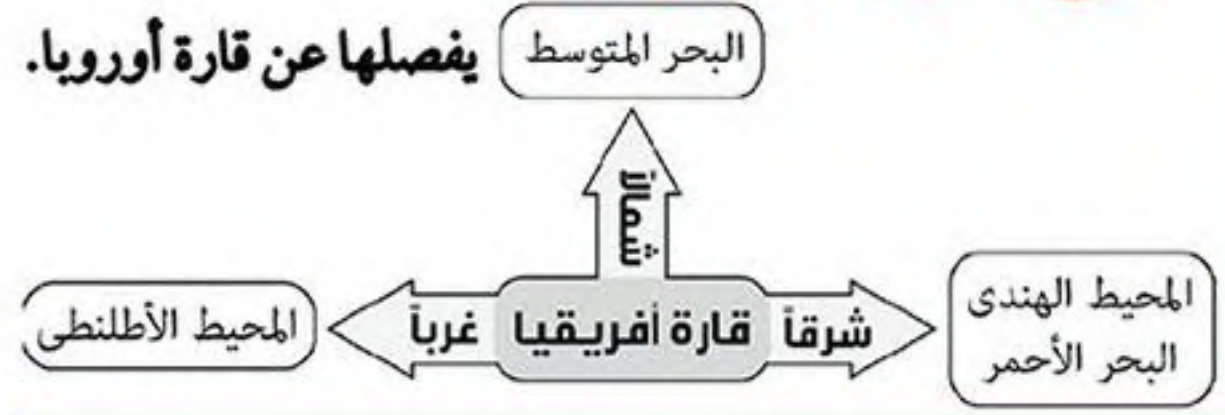 البحر المتوسط يفصلها عن قارة أوروبا.
شمالاً
المحيط الهندى
البحر الأحمر
شرقاً
قارة أفريقيا
غرباً
المحيط الأطلنطى